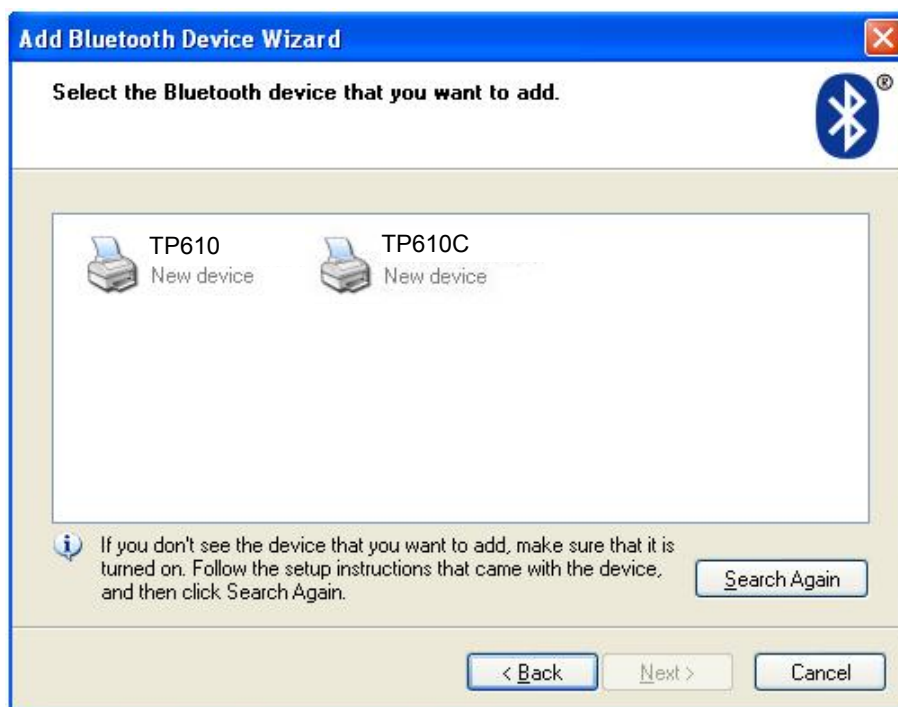 Add Bluetooth Device Wizard
Select the Bluetooth device that you want to add.
®
TP610
New device
TP610C
New device
If you don't see the device that you want to add, make sure that it is
turned on. Follow the setup instructions that came with the device,
and then click Search Again.
Search Again
< Back
Next >
Cancel